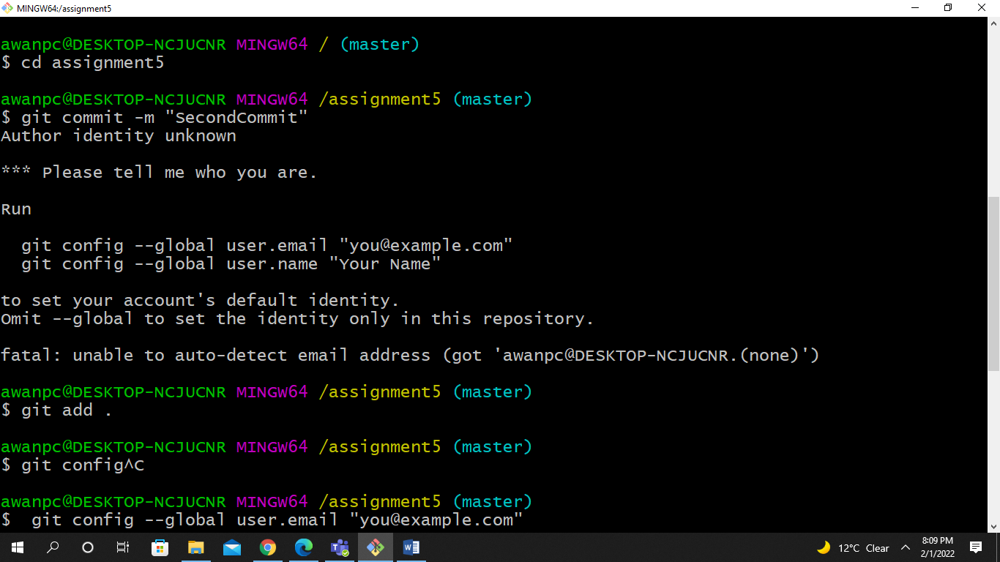 MINGW64:/assignment5
awanpc@DESKTOP-NCJUCNR MINGW64 / (master)
$ cd assignment5
awanpc@DESKTOP-NCJUCNR MINGW64 /assignment5 (master)
$ git commit -m "SecondCommit"
Author identity unknown
*** Please tell me who you are.
Run
git config --global user.email "you@example.com"
git config --global user.name "Your Name"
to set your account's default identity.
Omit --global to set the identity only in this repository.
fatal: unable to auto-detect email address (got 'awanpc@DESKTOP-NCJUCNR.(none)')
awanpc@DESKTOP-NCJUCNR MINGW64 /assignment5 (master)
$ git add .
awanpc@DESKTOP-NCJUCNR MINGW64 /assignment5 (master)
$ git config^C
awanpc@DESKTOP-NCJUCNR MINGW64 /assignment5 (master)
$  git config --global user.email "you@example.com"
12°C Clear
8:09 PM
2/1/2022